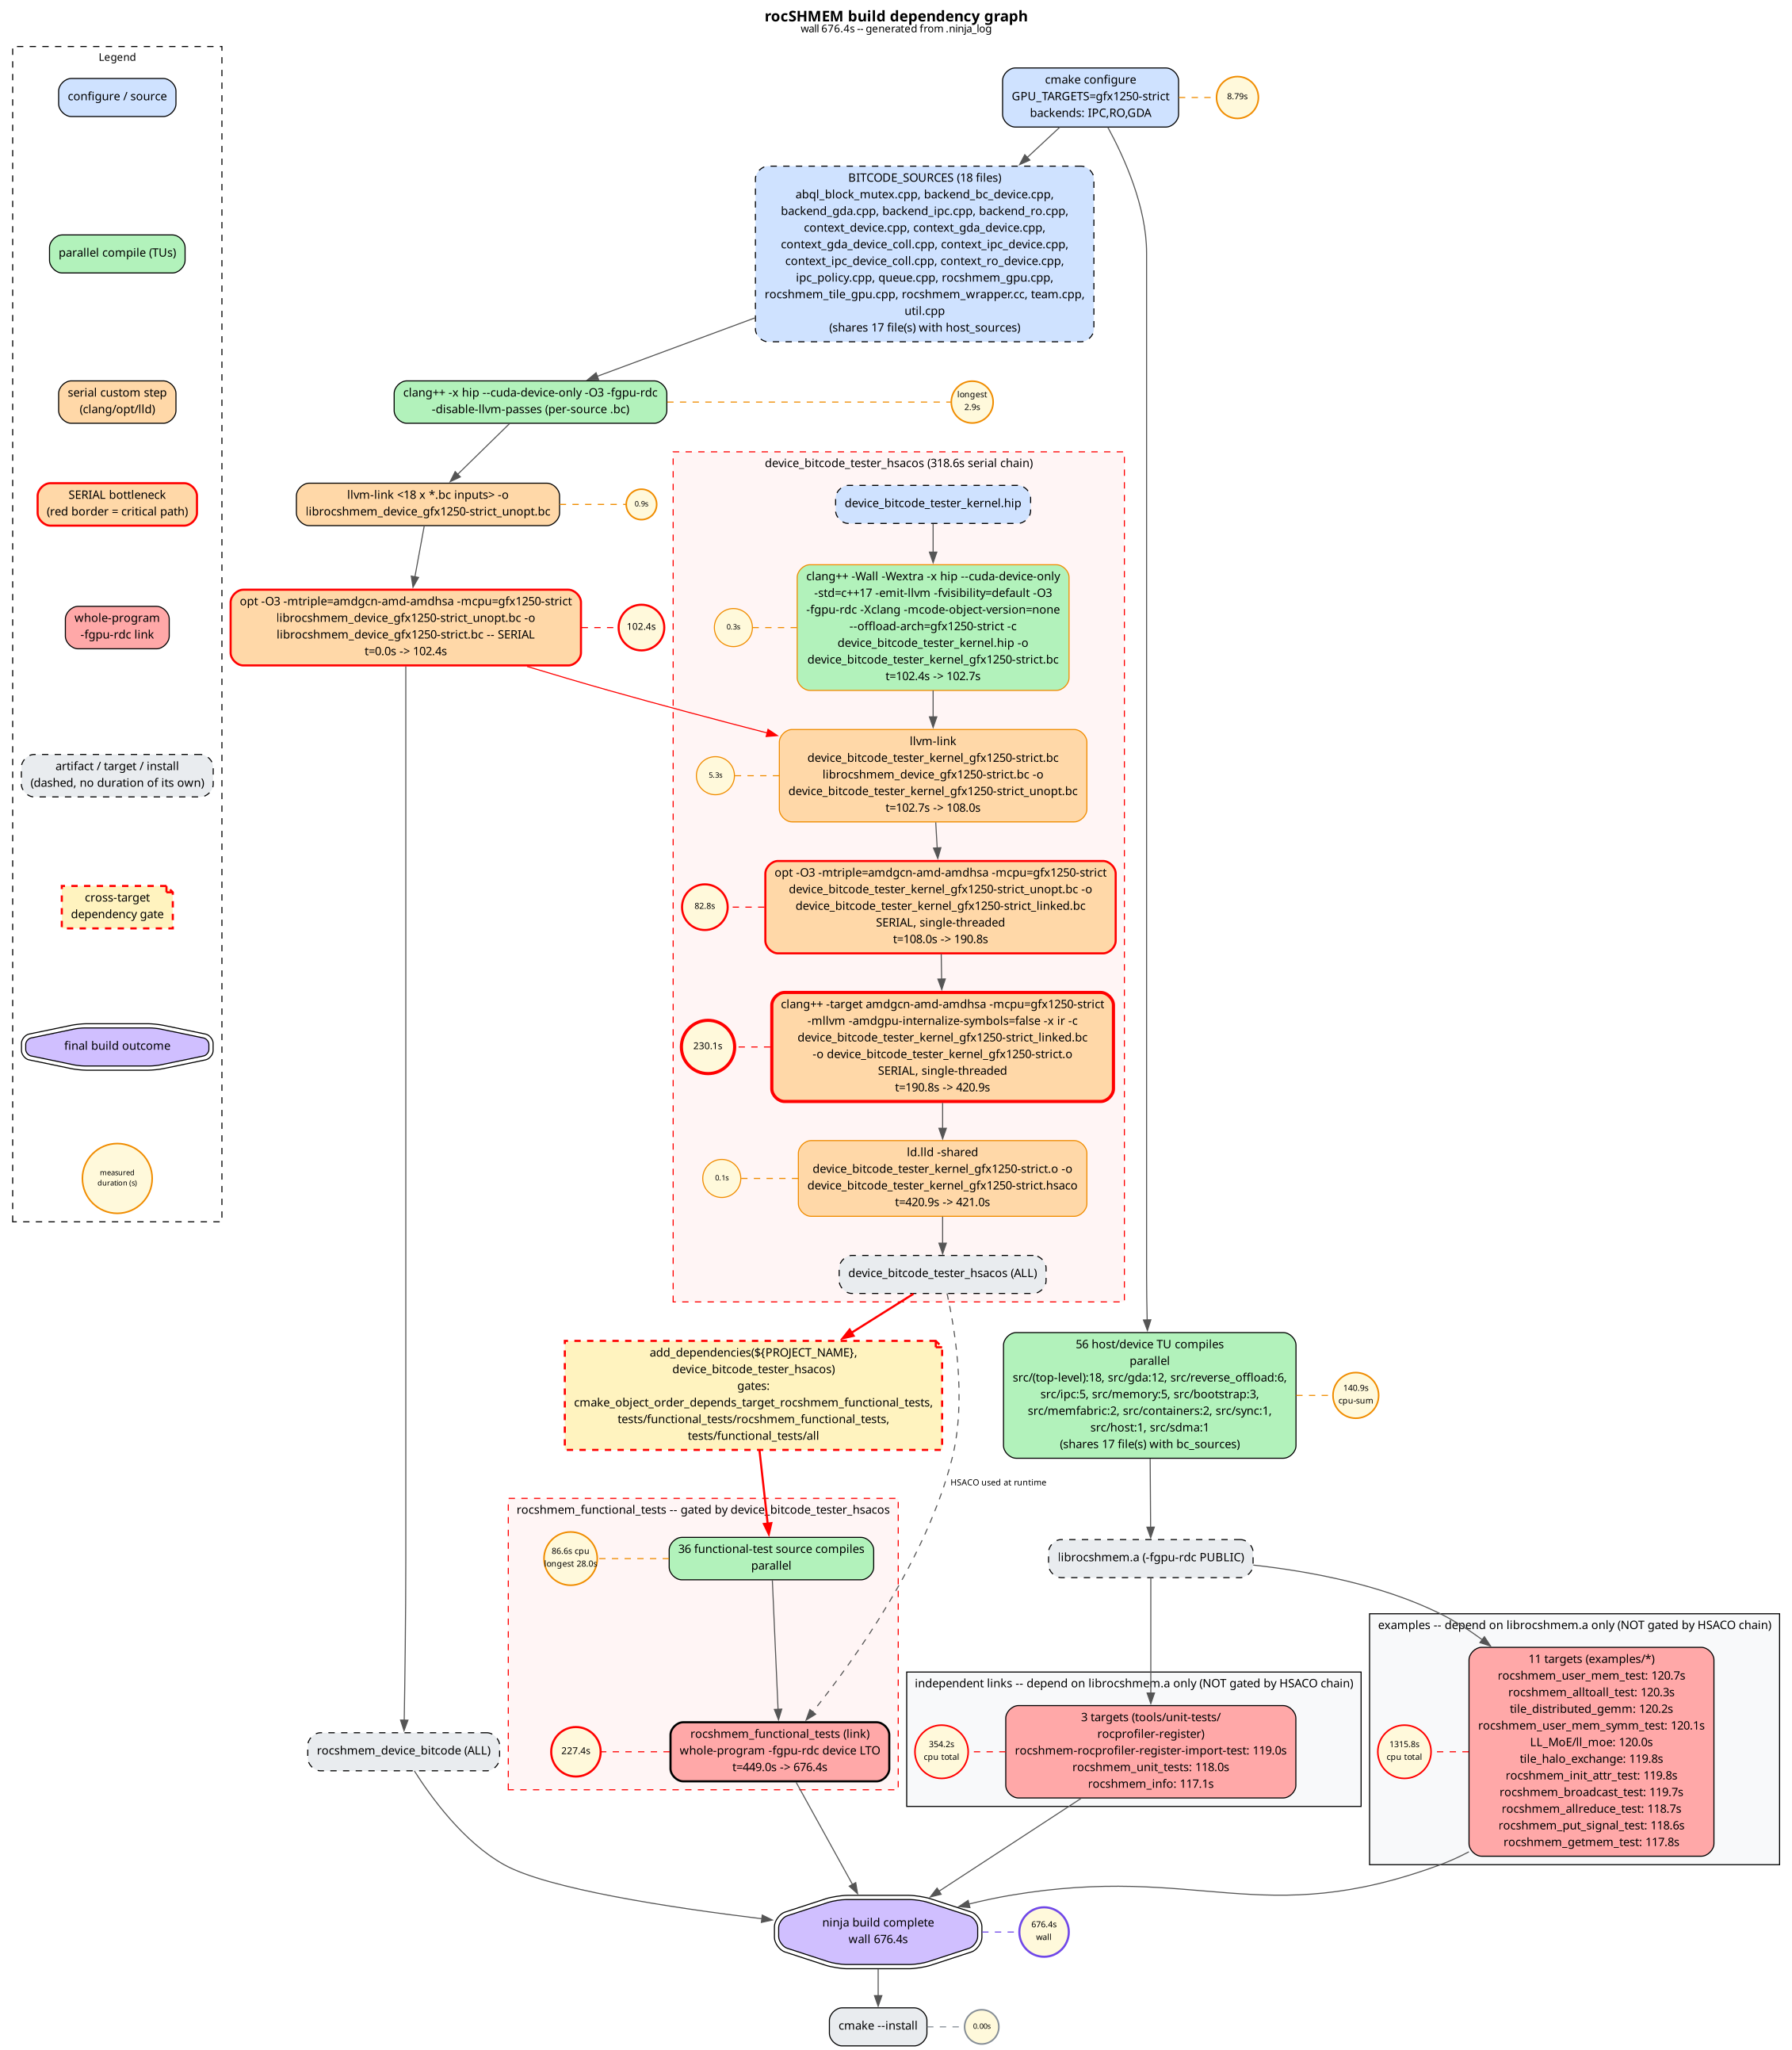 rocSHMEM build dependency graph
wall 676.4s -- generated from .ninja_log
Legend
configure / source
parallel compile (TUs)
serial custom step
(clang/opt/lld)
SERIAL bottleneck
(red border = critical path)
whole-program
-fgpu-rdc link
artifact / target / install
(dashed, no duration of its own)
cross-target
dependency gate
final build outcome
measured
duration (s)
cmake configure
GPU_TARGETS=gfx1250-strict
backends: IPC,RO,GDA
8.79s
BITCODE_SOURCES (18 files)
abql_block_mutex.cpp, backend_bc_device.cpp,
backend_gda.cpp, backend_ipc.cpp, backend_ro.cpp,
context_device.cpp, context_gda_device.cpp,
context_gda_device_coll.cpp, context_ipc_device.cpp,
context_ipc_device_coll.cpp, context_ro_device.cpp,
ipc_policy.cpp, queue.cpp, rocshmem_gpu.cpp,
rocshmem_tile_gpu.cpp, rocshmem_wrapper.cc, team.cpp,
util.cpp
(shares 17 file(s) with host_sources)
clang++ -x hip --cuda-device-only -O3 -fgpu-rdc
-disable-llvm-passes (per-source .bc)
longest
2.9s
llvm-link <18 x *.bc inputs> -o
librocshmem_device_gfx1250-strict_unopt.bc
0.9s
opt -O3 -mtriple=amdgcn-amd-amdhsa -mcpu=gfx1250-strict
librocshmem_device_gfx1250-strict_unopt.bc -o
librocshmem_device_gfx1250-strict.bc -- SERIAL
t=0.0s -> 102.4s
102.4s
device_bitcode_tester_hsacos (318.6s serial chain)
device_bitcode_tester_kernel.hip
clang++ -Wall -Wextra -x hip --cuda-device-only
-std=c++17 -emit-llvm -fvisibility=default -O3
-fgpu-rdc -Xclang -mcode-object-version=none
--offload-arch=gfx1250-strict -c
device_bitcode_tester_kernel.hip -o
device_bitcode_tester_kernel_gfx1250-strict.bc
t=102.4s -> 102.7s
0.3s
llvm-link
device_bitcode_tester_kernel_gfx1250-strict.bc
librocshmem_device_gfx1250-strict.bc -o
device_bitcode_tester_kernel_gfx1250-strict_unopt.bc
t=102.7s -> 108.0s
5.3s
opt -O3 -mtriple=amdgcn-amd-amdhsa -mcpu=gfx1250-strict
device_bitcode_tester_kernel_gfx1250-strict_unopt.bc -o
device_bitcode_tester_kernel_gfx1250-strict_linked.bc
SERIAL, single-threaded
t=108.0s -> 190.8s
82.8s
clang++ -target amdgcn-amd-amdhsa -mcpu=gfx1250-strict
-mllvm -amdgpu-internalize-symbols=false -x ir -c
device_bitcode_tester_kernel_gfx1250-strict_linked.bc
-o device_bitcode_tester_kernel_gfx1250-strict.o
SERIAL, single-threaded
t=190.8s -> 420.9s
230.1s
ld.lld -shared
device_bitcode_tester_kernel_gfx1250-strict.o -o
device_bitcode_tester_kernel_gfx1250-strict.hsaco
t=420.9s -> 421.0s
0.1s
device_bitcode_tester_hsacos (ALL)
add_dependencies(${PROJECT_NAME},
device_bitcode_tester_hsacos)
gates:
cmake_object_order_depends_target_rocshmem_functional_tests,
tests/functional_tests/rocshmem_functional_tests,
tests/functional_tests/all
56 host/device TU compiles
parallel
src/(top-level):18, src/gda:12, src/reverse_offload:6,
src/ipc:5, src/memory:5, src/bootstrap:3,
src/memfabric:2, src/containers:2, src/sync:1,
src/host:1, src/sdma:1
(shares 17 file(s) with bc_sources)
140.9s
cpu-sum
HSACO used at runtime
rocshmem_functional_tests -- gated by device_bitcode_tester_hsacos
36 functional-test source compiles
parallel
86.6s cpu
longest 28.0s
librocshmem.a (-fgpu-rdc PUBLIC)
rocshmem_functional_tests (link)
whole-program -fgpu-rdc device LTO
t=449.0s -> 676.4s
227.4s
independent links -- depend on librocshmem.a only (NOT gated by HSACO chain)
3 targets (tools/unit-tests/
rocprofiler-register)
rocshmem-rocprofiler-register-import-test: 119.0s
rocshmem_unit_tests: 118.0s
rocshmem_info: 117.1s
354.2s
cpu total
examples -- depend on librocshmem.a only (NOT gated by HSACO chain)
11 targets (examples/*)
rocshmem_user_mem_test: 120.7s
rocshmem_alltoall_test: 120.3s
tile_distributed_gemm: 120.2s
rocshmem_user_mem_symm_test: 120.1s
LL_MoE/ll_moe: 120.0s
tile_halo_exchange: 119.8s
rocshmem_init_attr_test: 119.8s
rocshmem_broadcast_test: 119.7s
rocshmem_allreduce_test: 118.7s
rocshmem_put_signal_test: 118.6s
rocshmem_getmem_test: 117.8s
1315.8s
cpu total
rocshmem_device_bitcode (ALL)
ninja build complete
wall 676.4s
676.4s
wall
cmake --install
0.00s